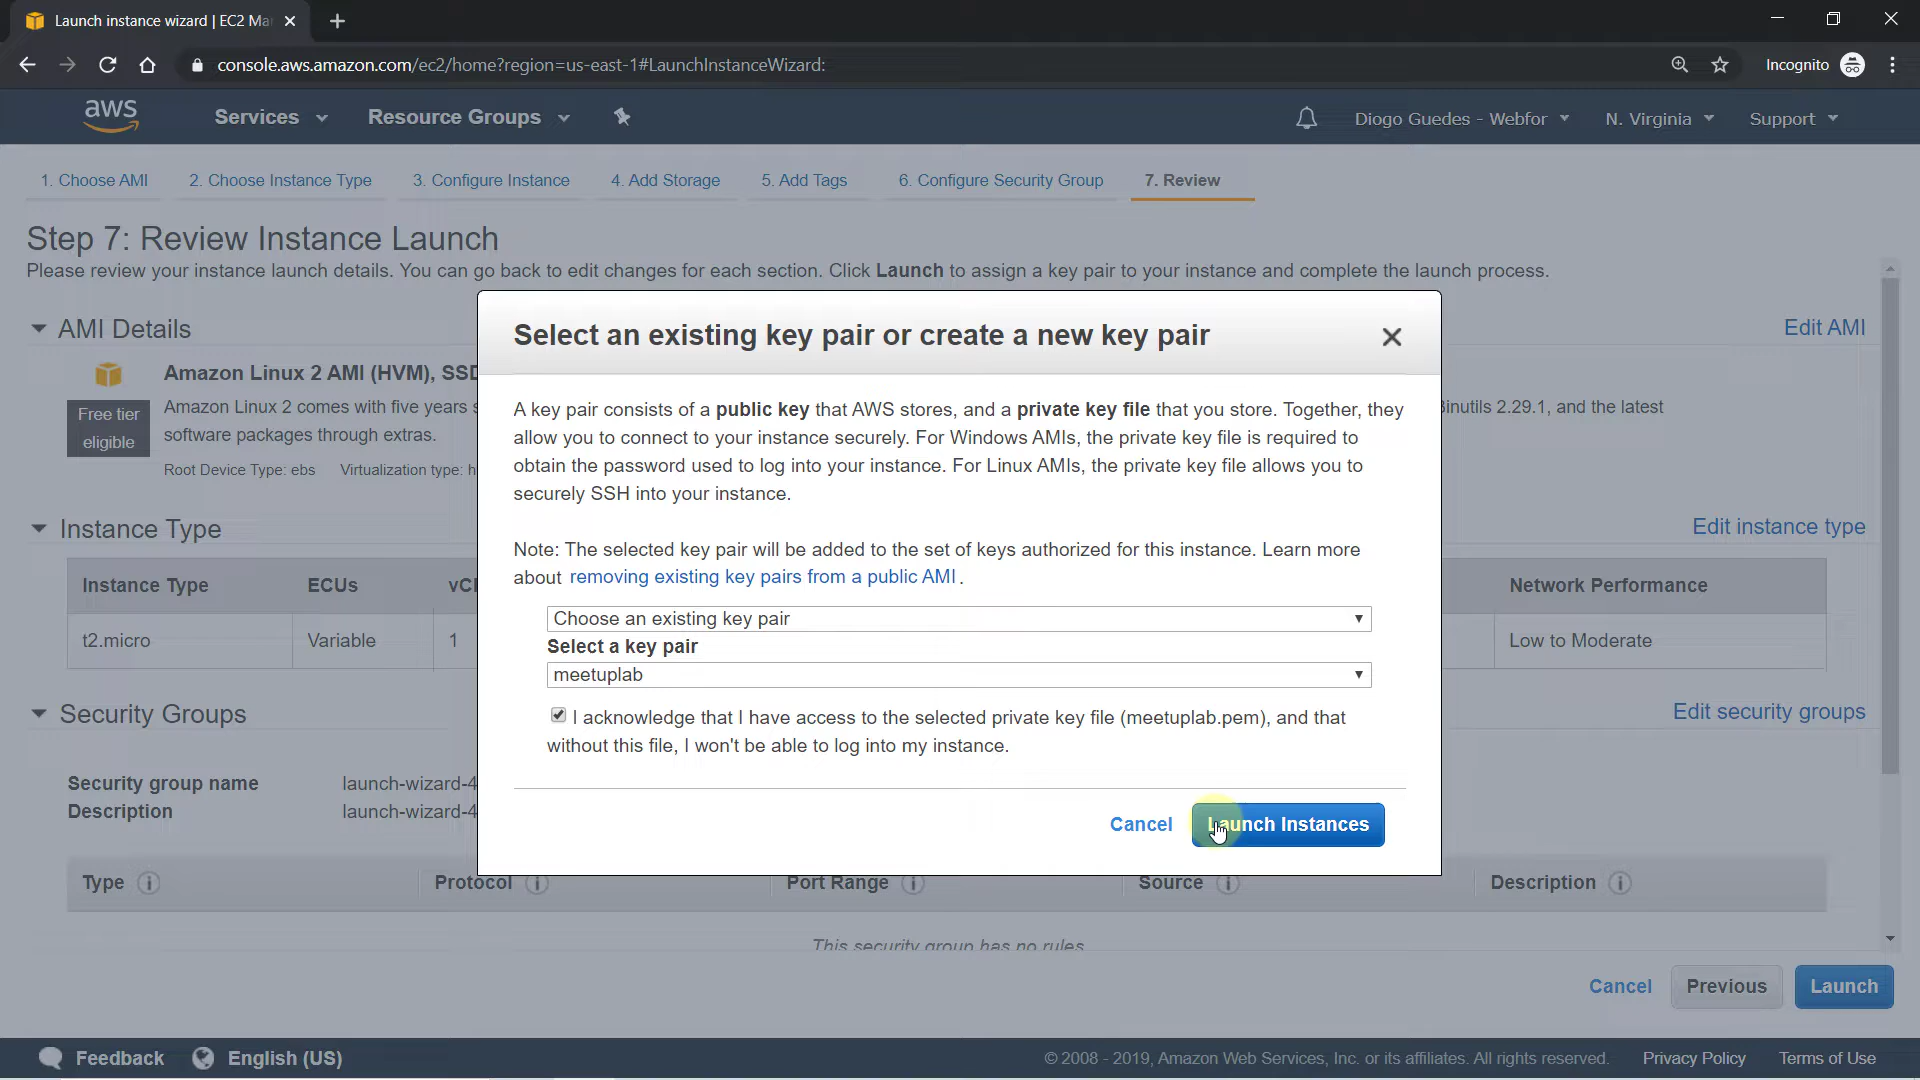 Launch instance wizard | EC2 Ma
console.aws.amazon.com/ec2/home?region=us-east-1#LaunchInstanceWizard:
Incognito
aws
Services
Resource Groups
Diogo Guedes - Webfor
N. Virginia
Support
1. Choose AMI
2. Choose Instance Type
3. Configure Instance
4. Add Storage
5. Add Tags
6. Configure Security Group
7. Review
Step 7: Review Instance Launch
Please review your instance launch details. You can go back to edit changes for each section. Click Launch to assign a key pair to your instance and complete the launch process.
AMI Details
Edit AMI
Free tier
eligible
Amazon Linux 2 AMI (HVM), SSD
Amazon Linux 2 comes with five years s
Binutils 2.29.1, and the latest
software packages through extras.
Root Device Type: ebs
Virtualization type: h
Instance Type
Edit instance type
Instance Type
ECUs
vC
Network Performance
t2.micro
Variable
1
Low to Moderate
Security Groups
Edit security groups
Security group name
launch-wizard-4
Description
launch-wizard-4
Type
Protocol
Port Range
Source
Description
This security group has no rules
Select an existing key pair or create a new key pair
A key pair consists of a public key that AWS stores, and a private key file that you store. Together, they
allow you to connect to your instance securely. For Windows AMIs, the private key file is required to
obtain the password used to log into your instance. For Linux AMIs, the private key file allows you to
securely SSH into your instance.
Note: The selected key pair will be added to the set of keys authorized for this instance. Learn more
about removing existing key pairs from a public AMI.
Choose an existing key pair
Select a key pair
meetuplab
I acknowledge that I have access to the selected private key file (meetuplab.pem), and that
without this file, I won't be able to log into my instance.
Cancel
Launch Instances
Cancel
Previous
Launch
Feedback
English (US)
© 2008 - 2019, Amazon Web Services, Inc. or its affiliates. All rights reserved.
Privacy Policy
Terms of Use